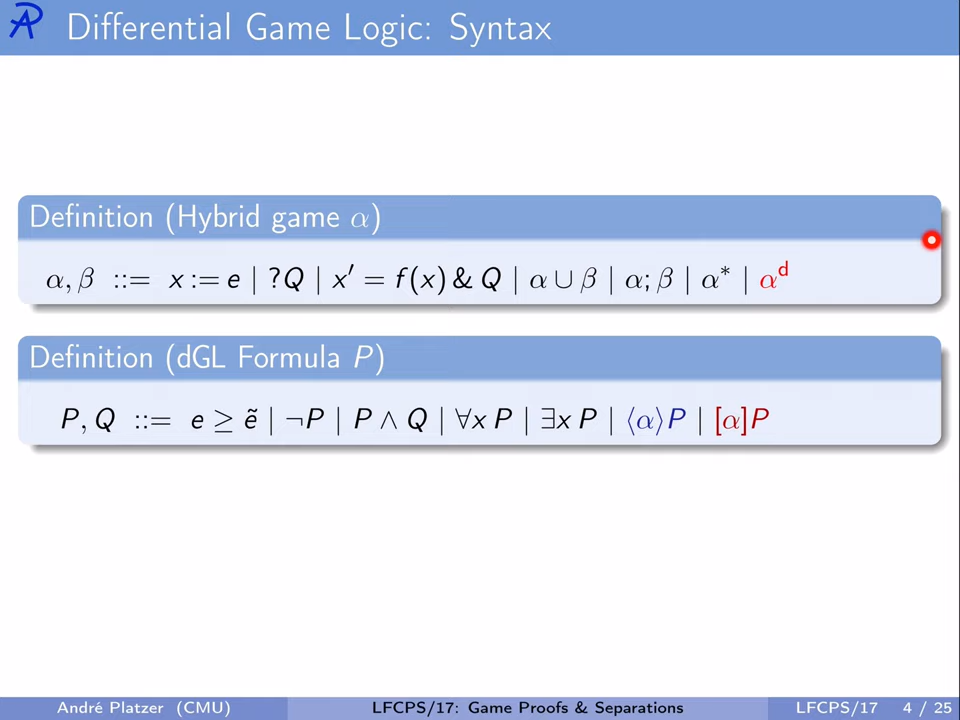 Differential Game Logic: Syntax
Definition (Hybrid game α)
α, β ::= x := e | ?Q | x′ = f(x) & Q | α ∪ β | α; β | α* | αᵈ
Definition (dGL Formula P)
P, Q ::= e ≥ ẽ | ¬P | P ∧ Q | ∀x P | ∃x P | ⟨α⟩P | [α]P
André Platzer (CMU) LFCPS/17: Game Proofs & Separations LFCPS/17 4 / 25